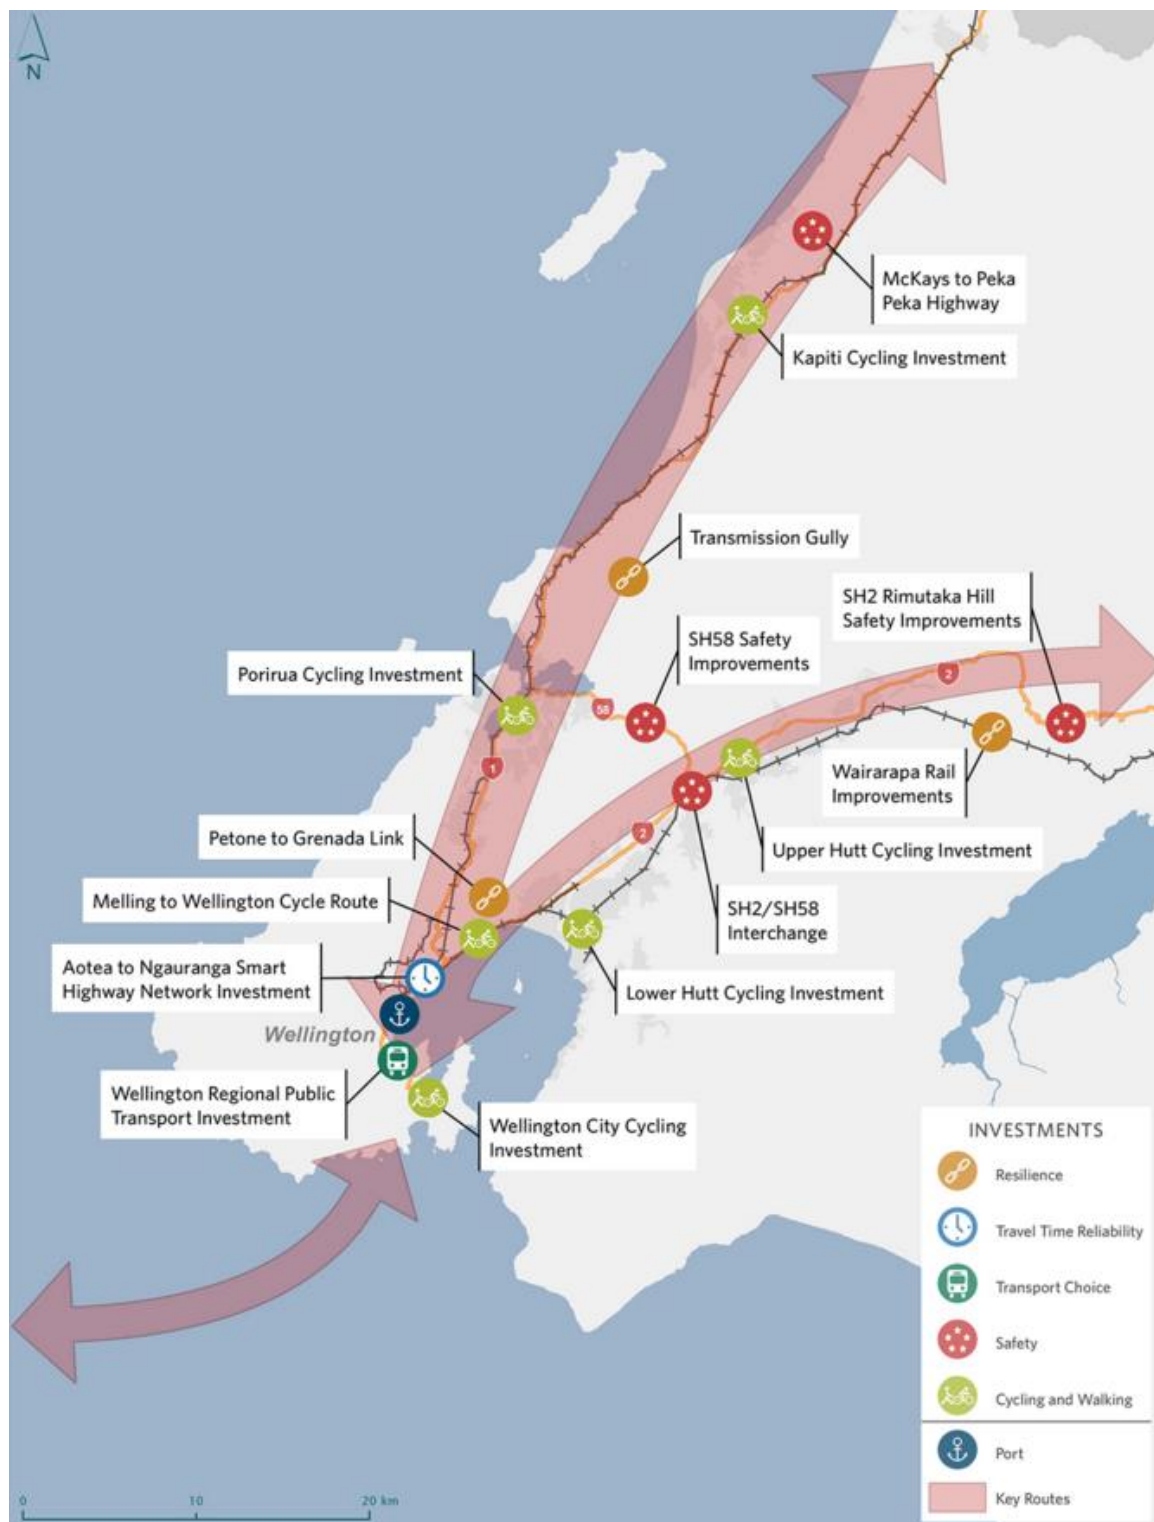 N
McKays to Peka
Peka Highway
Kapiti Cycling Investment
Transmission Gully
SH2 Rimutaka Hill
Safety Improvements
SH58 Safety
Improvements
Porirua Cycling Investment
2
58
1
Wairarapa Rail
Improvements
Petone to Grenada Link
2
Upper Hutt Cycling Investment
Melling to Wellington Cycle Route
SH2/SH58
Interchange
Aotea to Ngauranga Smart
Highway Network Investment
Lower Hutt Cycling Investment
Wellington
Wellington Regional Public
Transport Investment
Wellington City Cycling
Investment
INVESTMENTS
Resilience
Travel Time Reliability
Transport Choice
Safety
Cycling and Walking
Port
Key Routes
0 10 20 km